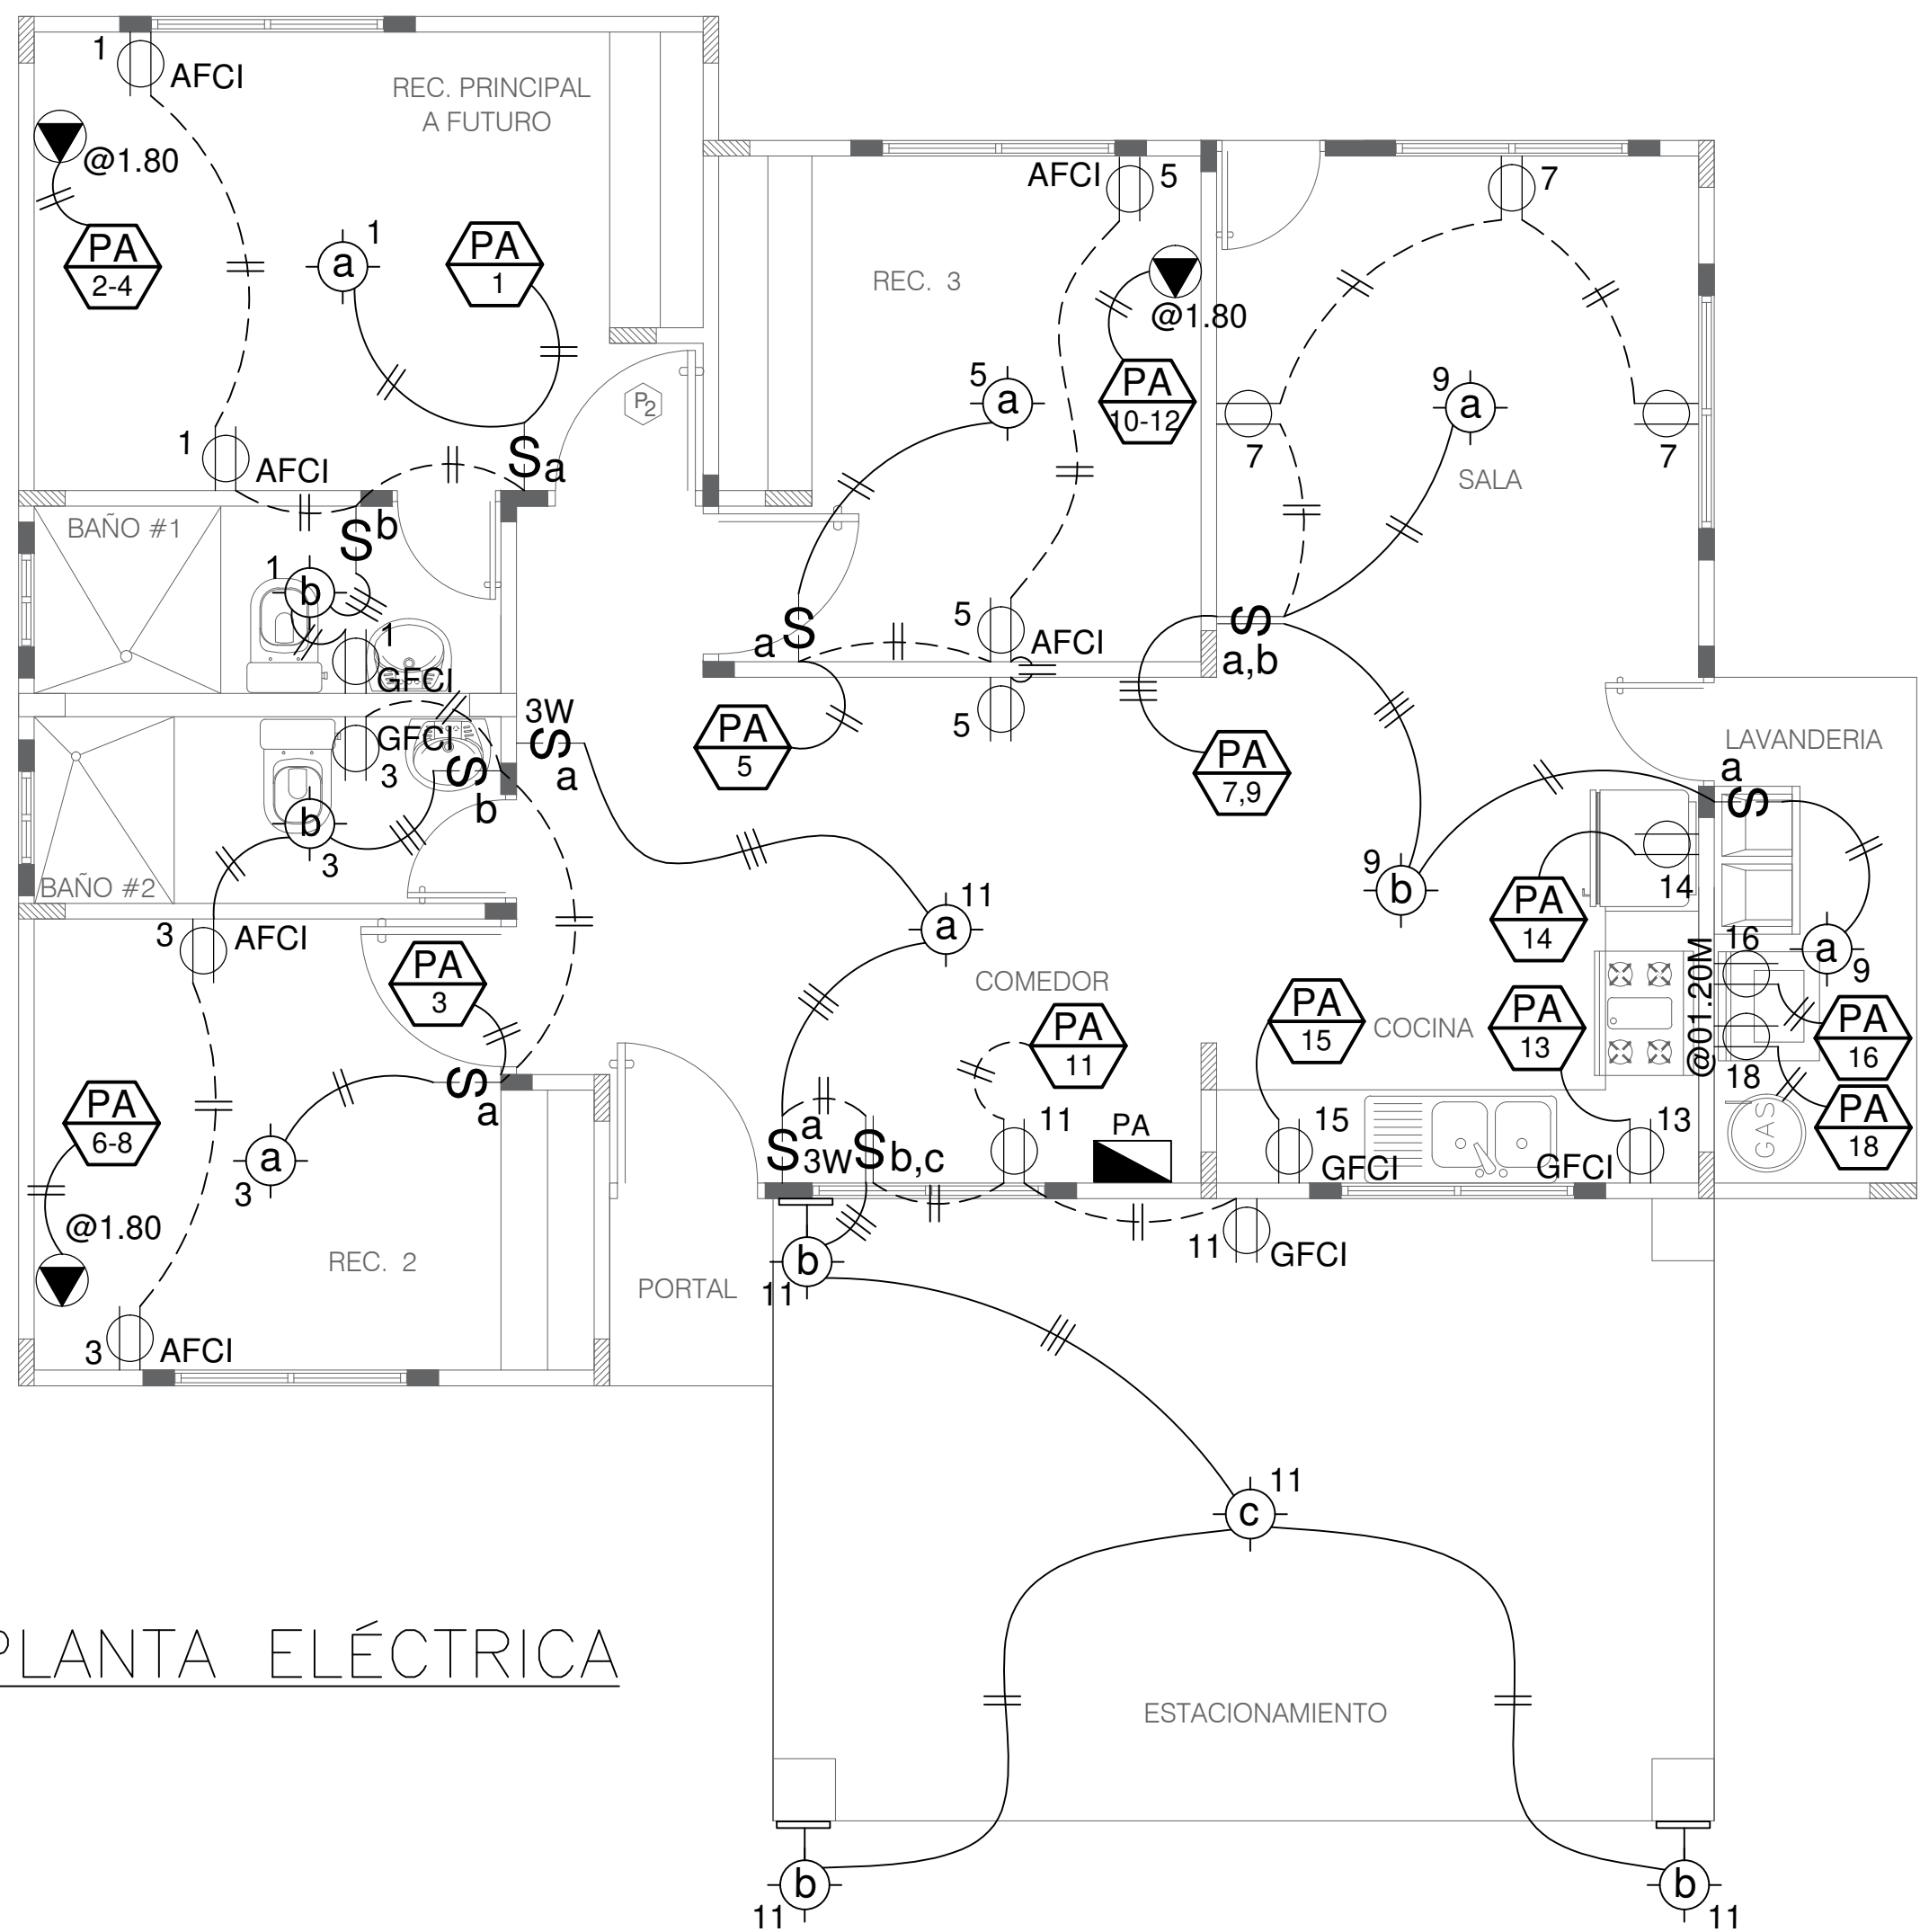 1
AFCI
REC. PRINCIPAL
A FUTURO
@1.80
PA
2-4
a
1
PA
1
P2
1
AFCI
Sa
BAÑO #1
Sb
1
b
1
GFCI
AFCI
5
REC. 3
@1.80
5
a
PA
10-12
5
AFCI
a S
5
PA
5
7
9
a
7
7
SALA
S
a,b
PA
7,9
LAVANDERIA
a
S
GFCI
3
3W
S
a
S
b
b
3
BAÑO #2
3
AFCI
PA
3
11
a
COMEDOR
9
b
14
PA
14
16
a
9
@01.20M
PA
16
18
PA
18
GAS
PA
15
COCINA
PA
13
PA
11
PA
6-8
a
3
S
a
@1.80
REC. 2
3
AFCI
PORTAL
a
S3W
Sb,c
11
PA
15
GFCI
GFCI
13
b
11
11
GFCI
11
c
PLANTA ELÉCTRICA
ESTACIONAMIENTO
b
11
b
11